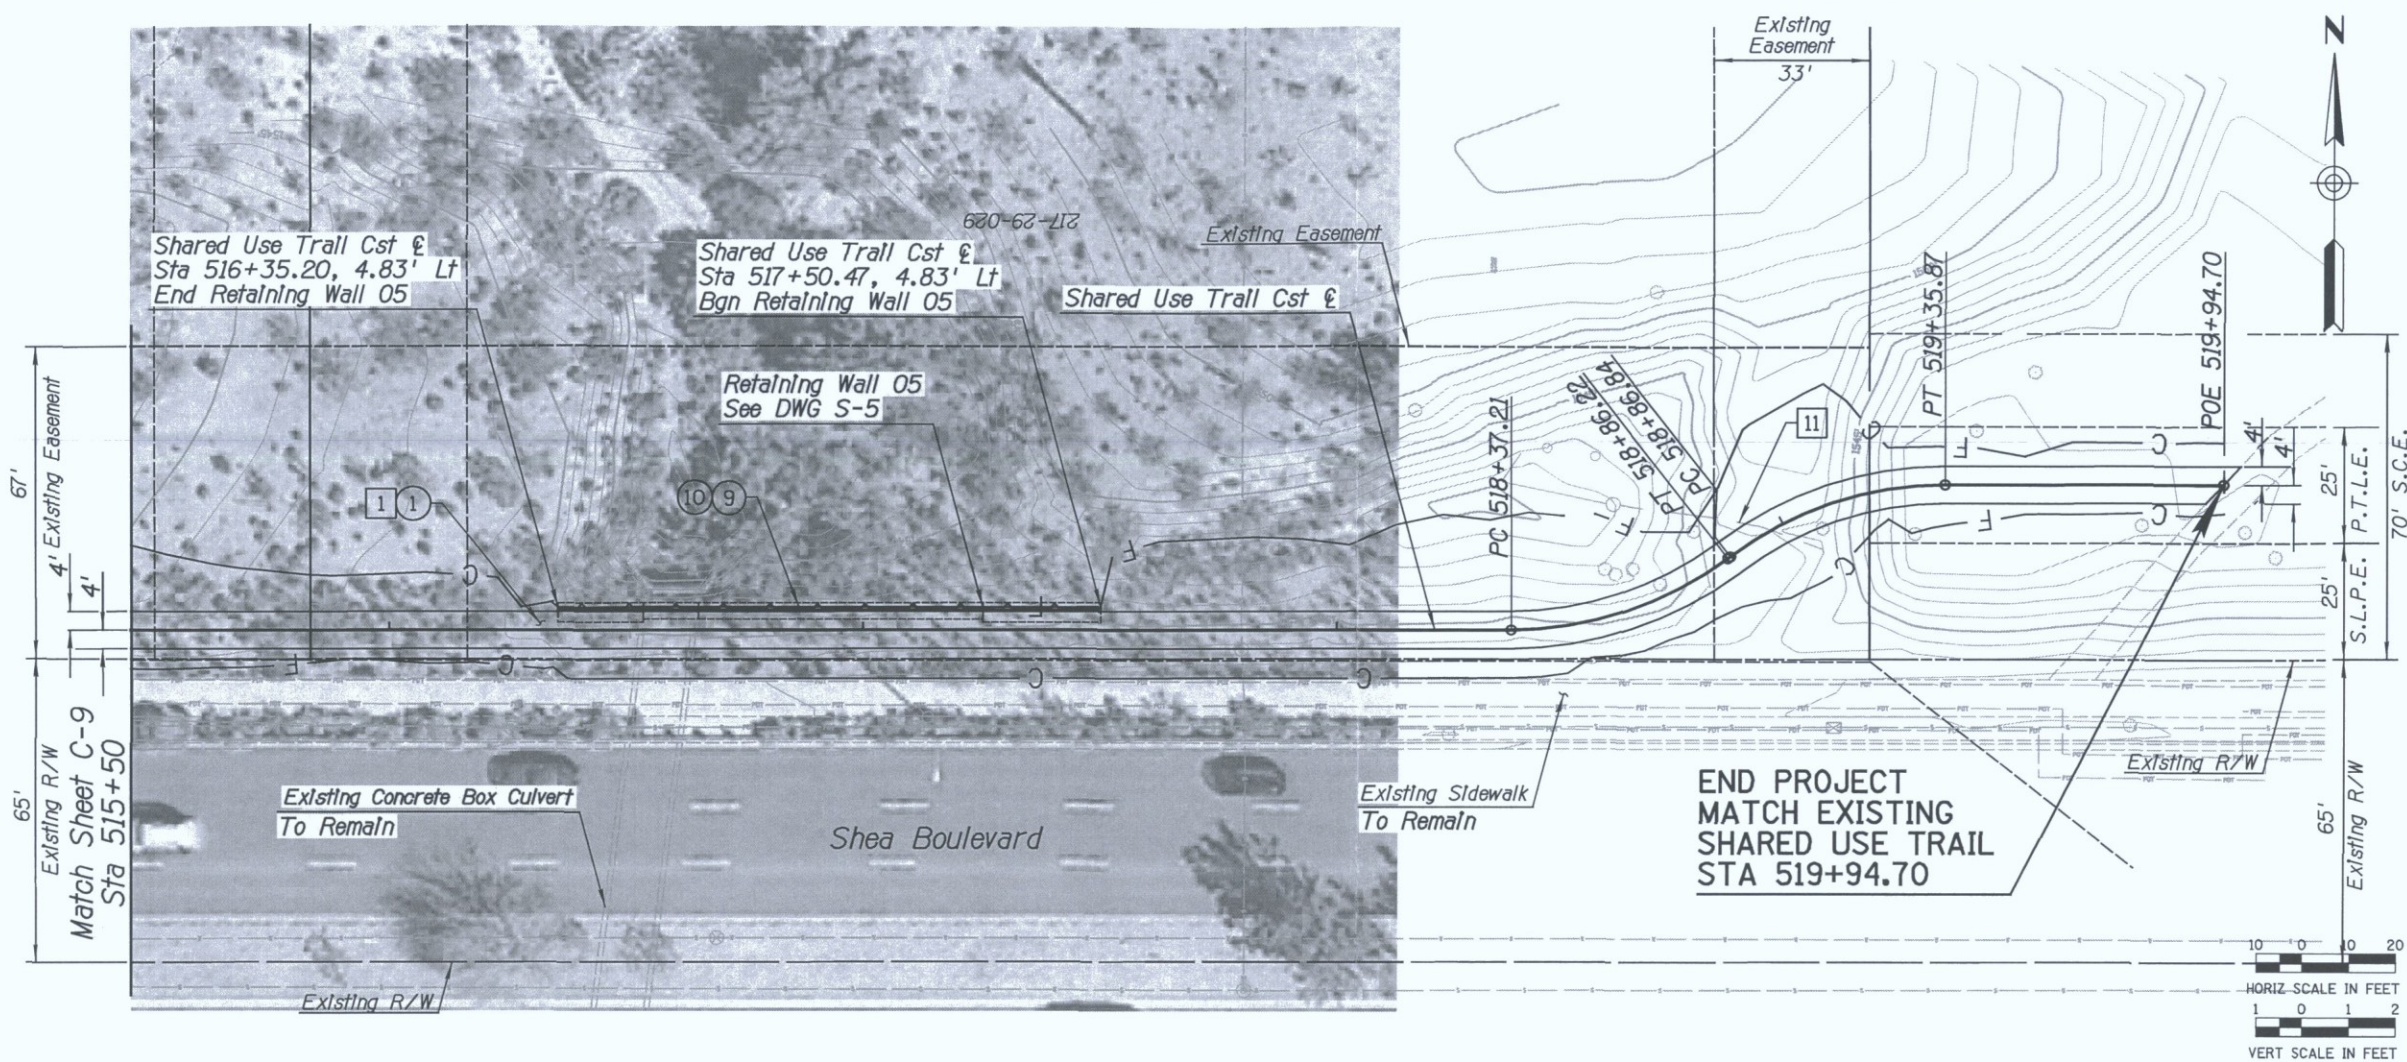 Existing
Easement
33'
N
217-29-029
Existing Easement
Shared Use Trail Cst ℄
Sta 516+35.20, 4.83' Lt
End Retaining Wall 05
Shared Use Trail Cst ℄
Sta 517+50.47, 4.83' Lt
Bgn Retaining Wall 05
Shared Use Trail Cst ℄
Retaining Wall 05
See DWG S-5
1
1
10
9
11
PC 518+37.21
PT 518+86.22
PC 518+86.84
PT 519+35.87
POE 519+94.70
67'
4' Existing Easement
4'
65'
Existing R/W
Match Sheet C-9
Sta 515+50
4'
4'
25'
P.T.L.E.
25'
S.L.P.E.
70' S.C.E.
65'
Existing R/W
Existing R/W
C
F
C
F
C
C
F
F
C
F
C
F
C
C
1545
Existing Concrete Box Culvert
To Remain
Shea Boulevard
Existing Sidewalk
To Remain
END PROJECT
MATCH EXISTING
SHARED USE TRAIL
STA 519+94.70
Existing R/W
10 0 10 20
HORIZ SCALE IN FEET
1 0 1 2
VERT SCALE IN FEET